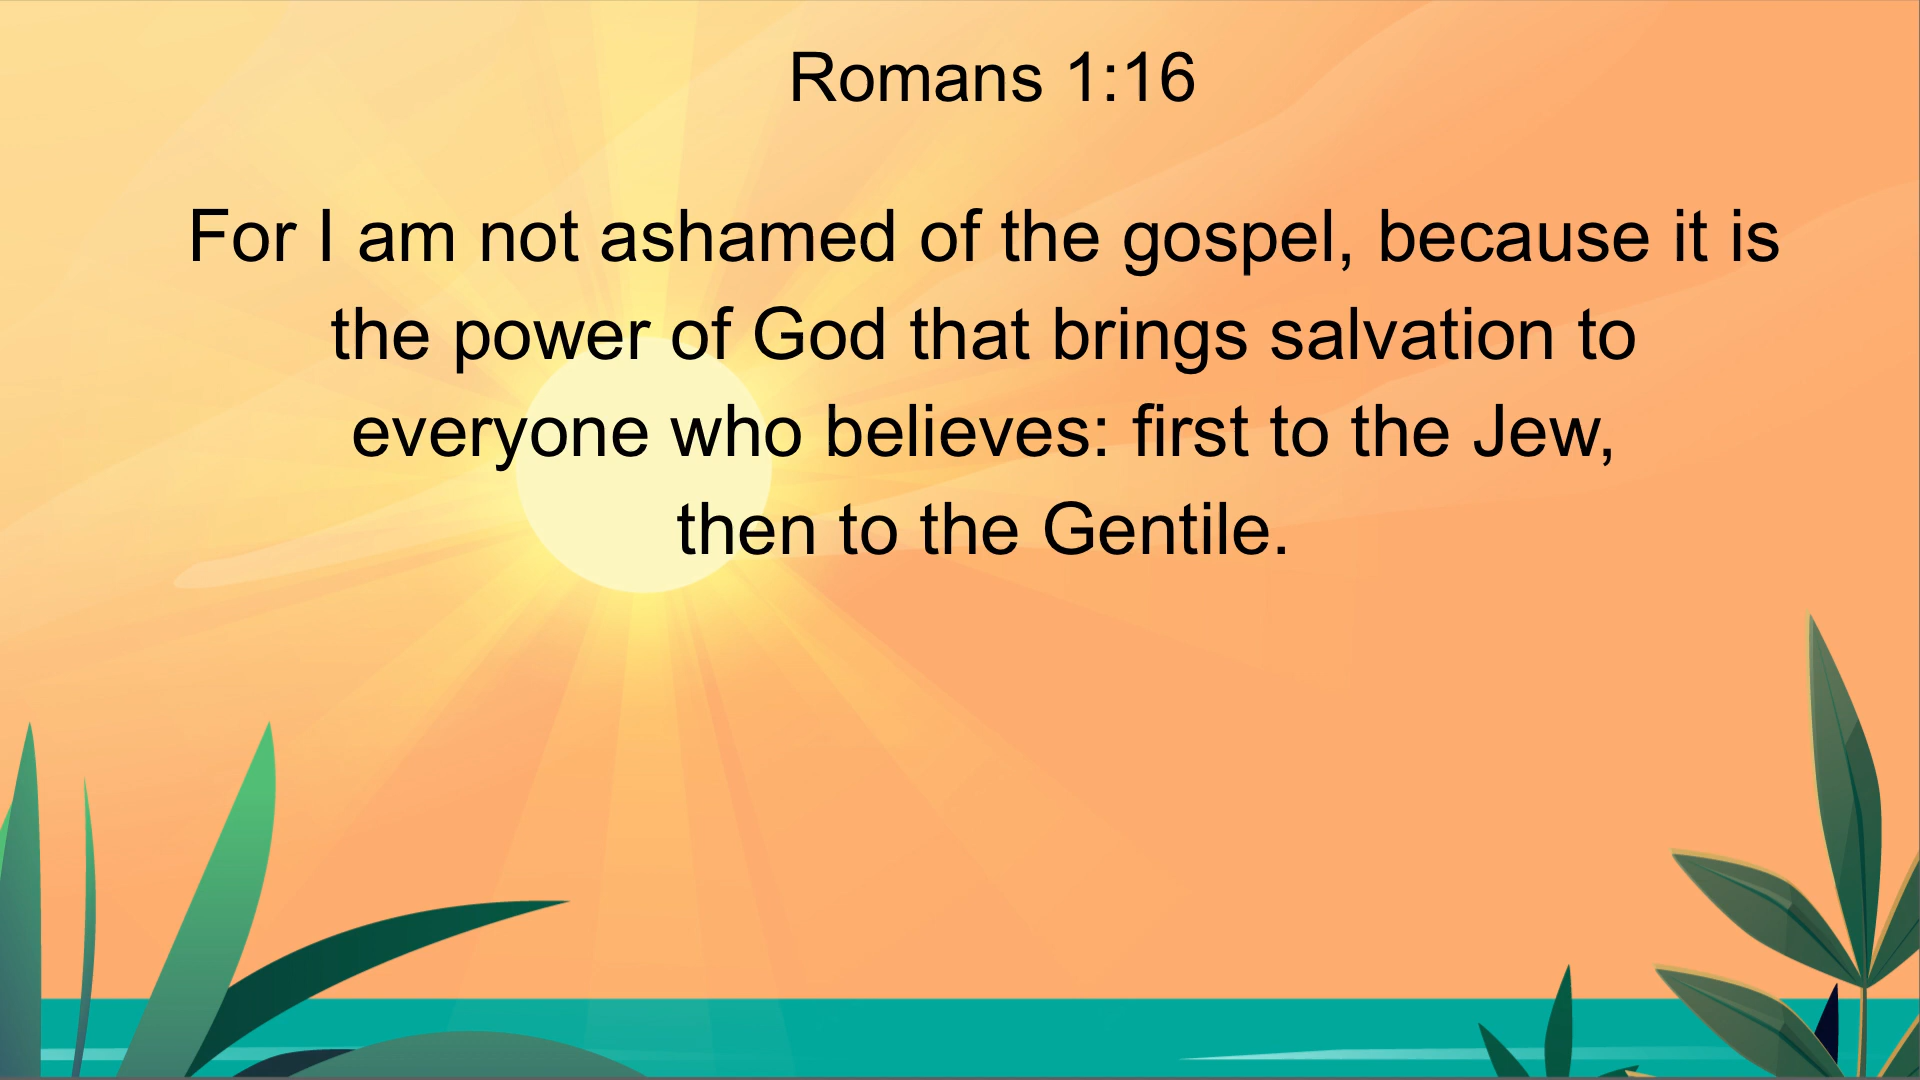 Romans 1:16
For I am not ashamed of the gospel, because it is
the power of God that brings salvation to
everyone who believes: first to the Jew,
then to the Gentile.